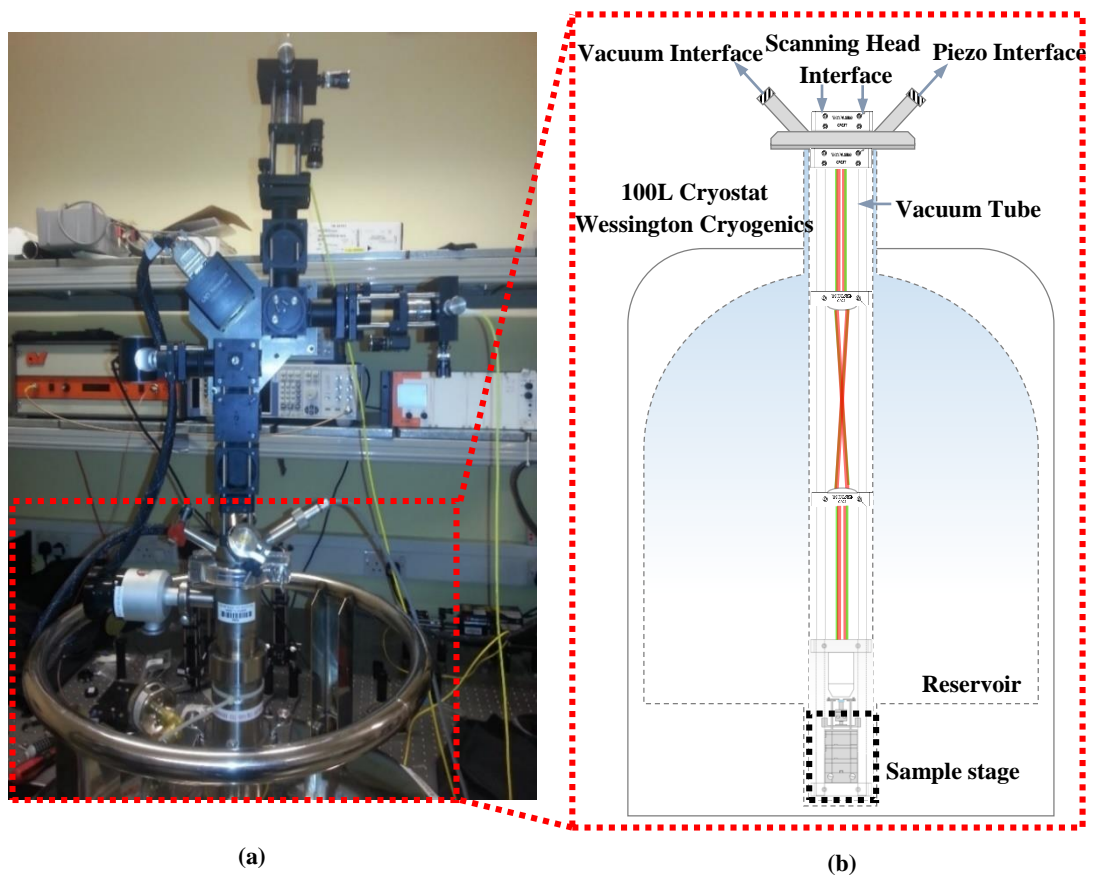 Vacuum Interface
Scanning Head
Interface
Piezo Interface
100L Cryostat
Wessington Cryogenics
Vacuum Tube
Reservoir
Sample stage
(a)
(b)